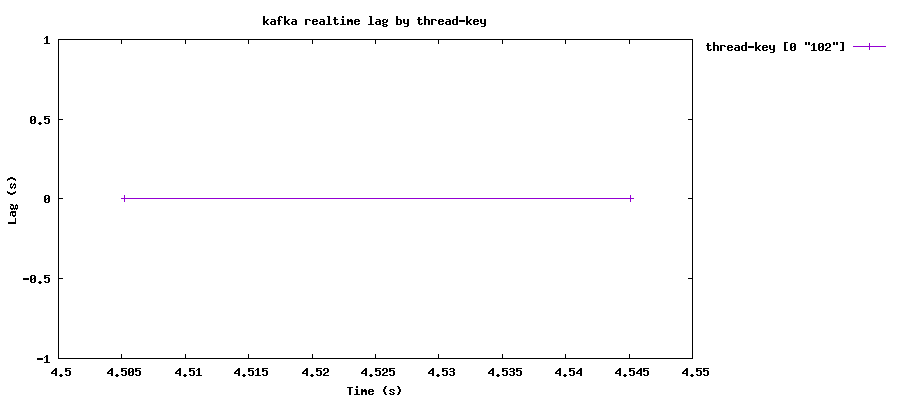 kafka realtime lag by thread-key
thread-key [0 "102"]
1
0.5
0
-0.5
-1
Lag (s)
4.5 4.505 4.51 4.515 4.52 4.525 4.53 4.535 4.54 4.545 4.55
Time (s)